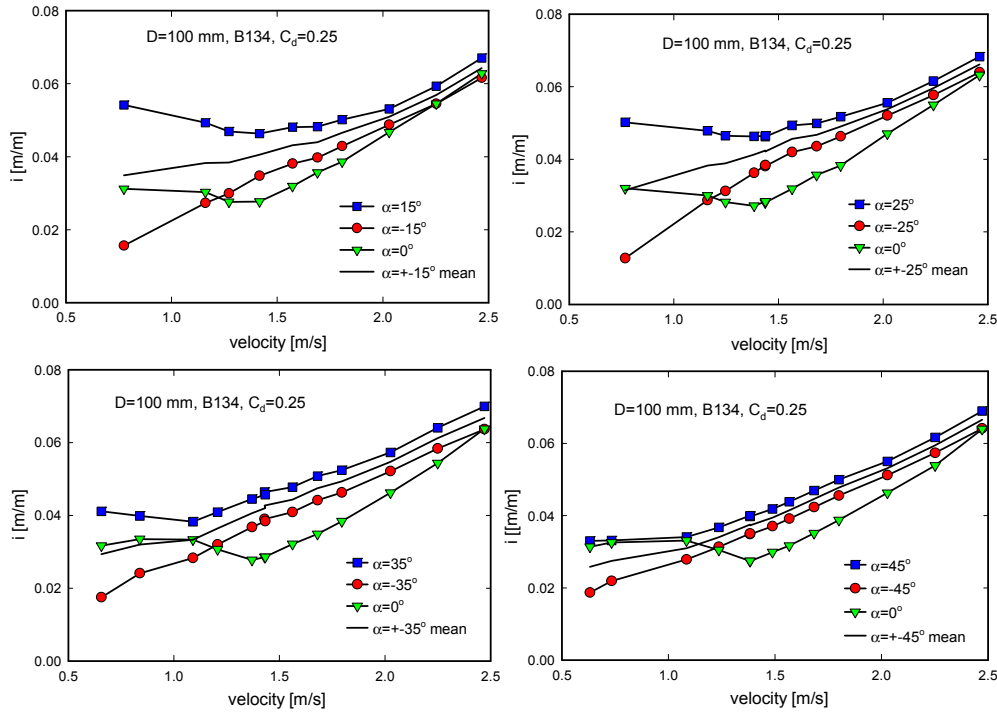 0.08
D=100 mm, B134, Cd=0.25
0.06
i [m/m]
0.04
0.02
0.00
α=15°
α=-15°
α=0°
α=+-15° mean
0.5 1.0 1.5 2.0 2.5
velocity [m/s]
0.08
D=100 mm, B134, Cd=0.25
0.06
i [m/m]
0.04
0.02
0.00
α=25°
α=-25°
α=0°
α=+-25° mean
0.5 1.0 1.5 2.0 2.5
velocity [m/s]
0.08
D=100 mm, B134, Cd=0.25
0.06
i [m/m]
0.04
0.02
0.00
α=35°
α=-35°
α=0°
α=+-35° mean
0.5 1.0 1.5 2.0 2.5
velocity [m/s]
0.08
D=100 mm, B134, Cd=0.25
0.06
i [[m/m]
0.04
0.02
0.00
α=45°
α=-45°
α=0°
α=+-45° mean
0.5 1.0 1.5 2.0 2.5
velocity [m/s]